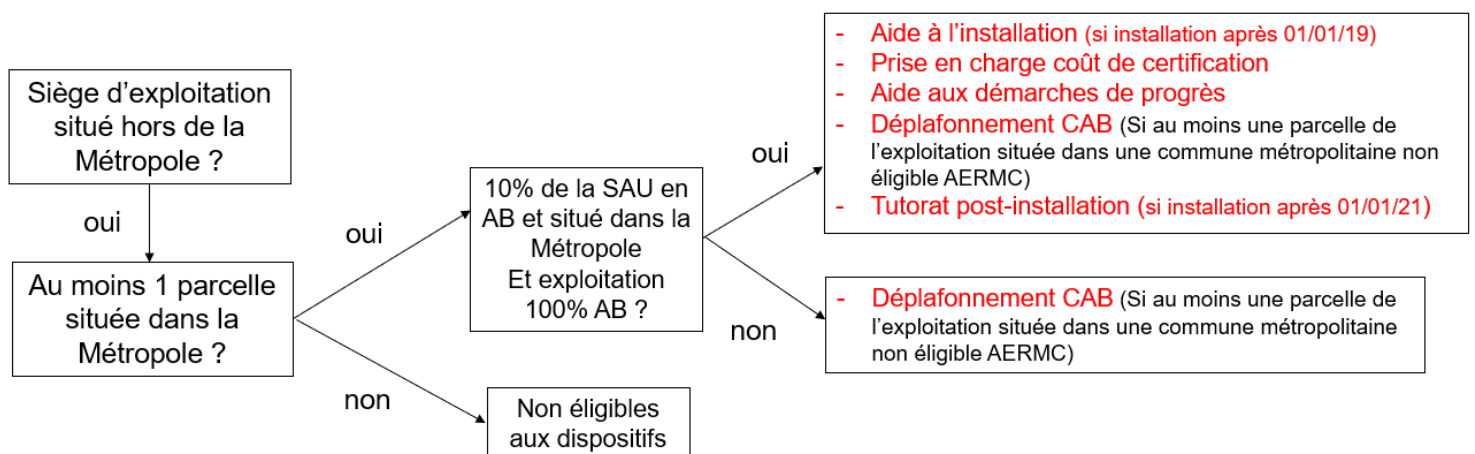 Siège d’exploitation
situé hors de la
Métropole ?
oui
Au moins 1 parcelle
située dans la
Métropole ?
oui
non
10% de la SAU en
AB et situé dans la
Métropole
Et exploitation
100% AB ?
Non éligibles
aux dispositifs
oui
non
- Aide à l’installation (si installation après 01/01/19)
- Prise en charge coût de certification
- Aide aux démarches de progrès
- Déplafonnement CAB (Si au moins une parcelle de
l’exploitation située dans une commune métropolitaine non
éligible AERMC)
- Tutorat post-installation (si installation après 01/01/21)
- Déplafonnement CAB (Si au moins une parcelle de
l’exploitation située dans une commune métropolitaine
non éligible AERMC)